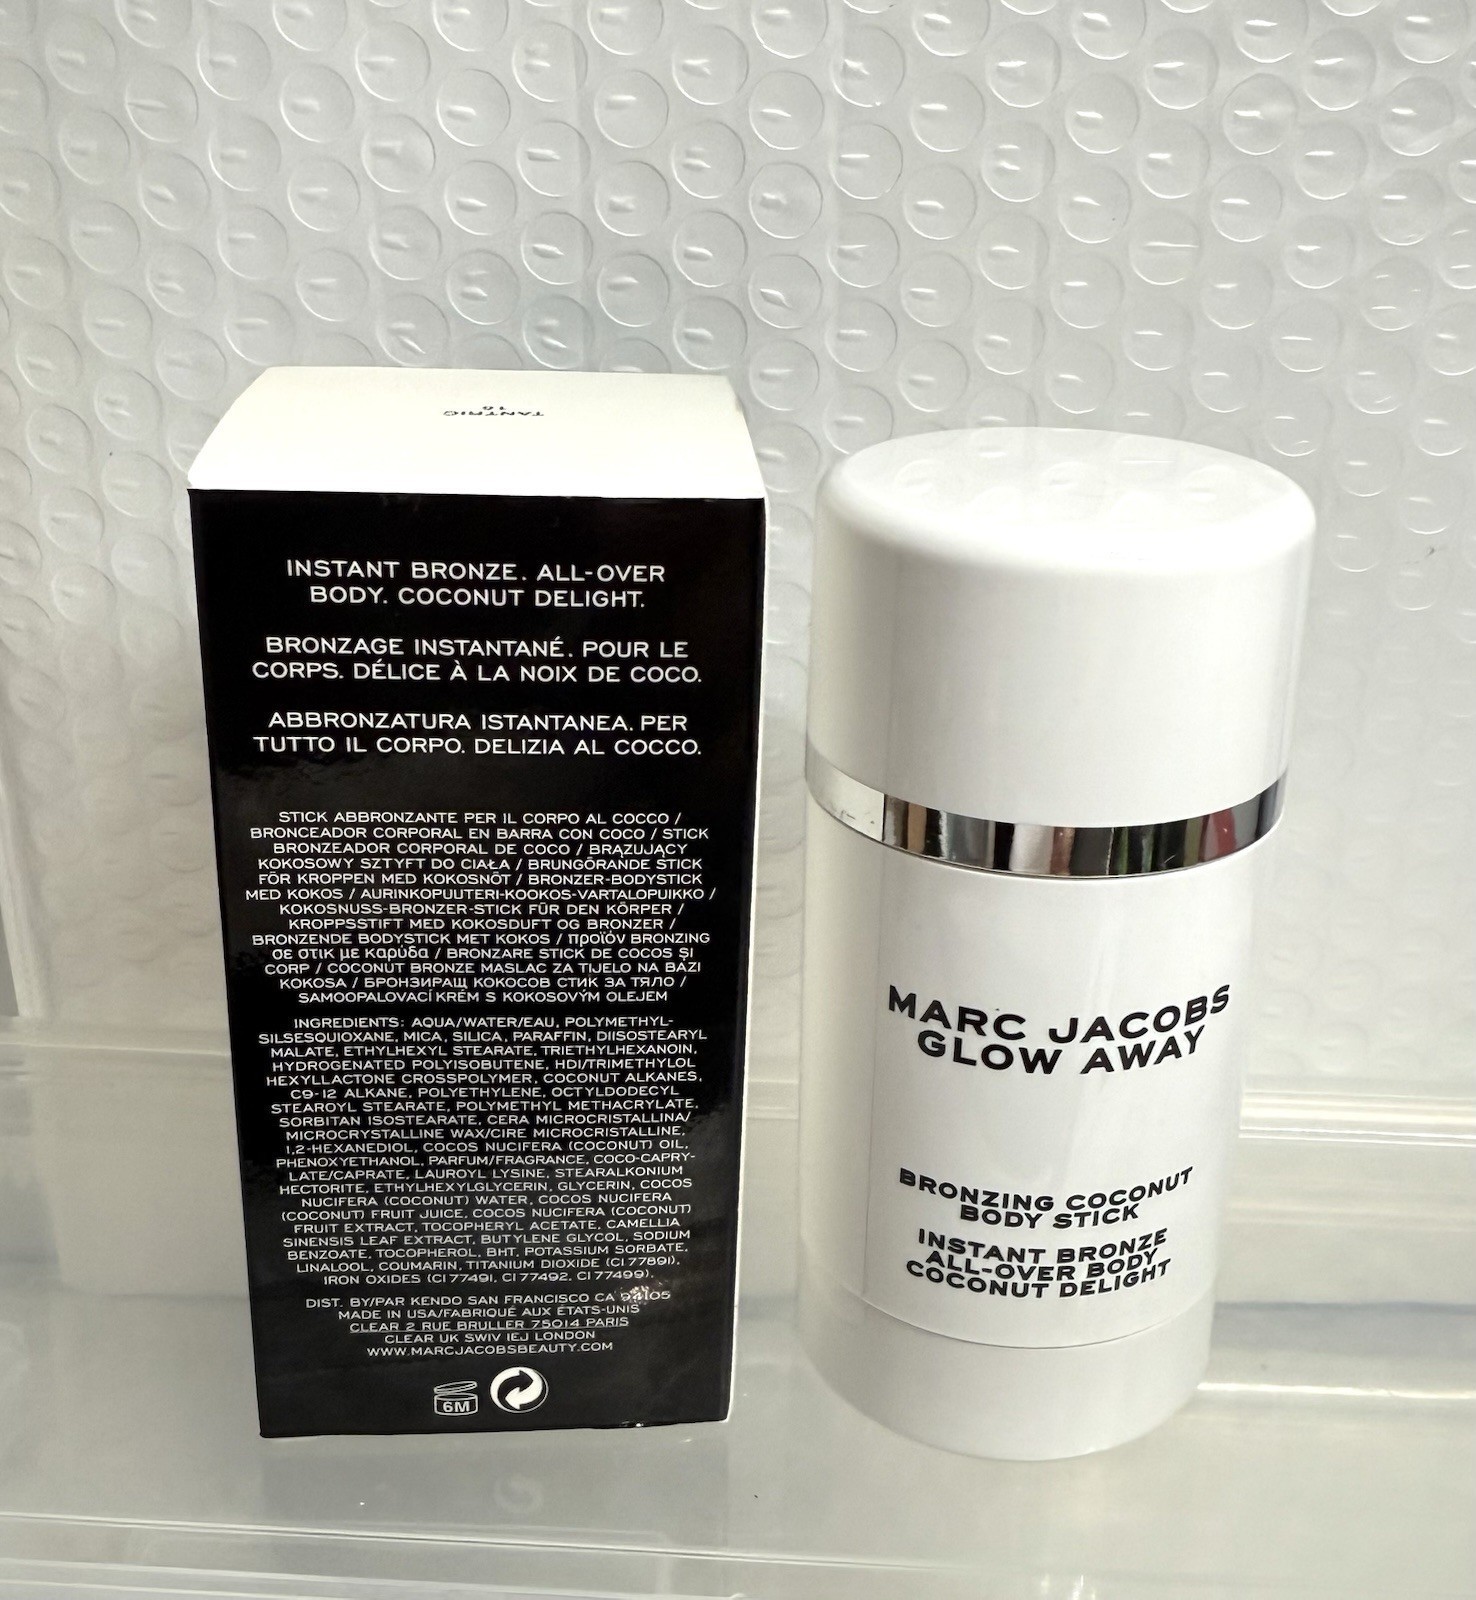 TANTRIC
16
INSTANT BRONZE. ALL-OVER
BODY. COCONUT DELIGHT.
BRONZAGE INSTANTANÉ. POUR LE
CORPS. DÉLICE À LA NOIX DE COCO.
ABBRONZATURA ISTANTANEA. PER
TUTTO IL CORPO. DELIZIA AL COCCO.
STICK ABBRONZANTE PER IL CORPO AL COCCO /
BRONCEADOR CORPORAL EN BARRA CON COCO / STICK
BRONZEADOR CORPORAL DE COCO / BRĄZUJĄCY
KOKOSOWY SZTYFT DO CIAŁA / BRUNGÖRANDE STICK
FÖR KROPPEN MED KOKOSNÖT / BRONZER-BODYSTICK
MED KOKOS / AURINKOPUUTERI-KOOKOS-VARTALOPUIKKO /
KOKOSNUSS-BRONZER-STICK FÜR DEN KÖRPER /
KROPPSSTIFT MED KOKOSDUFT OG BRONZER /
BRONZENDE BODYSTICK MET KOKOS / προϊόν BRONZING
σε στικ με καρύδα / BRONZARE STICK DE COCOS ȘI
CORP / COCONUT BRONZE MASLAC ZA TIJELO NA BAZI
KOKOSA / БРОНЗИРАЩ КОКОСОВ СТИК ЗА ТЯЛО /
SAMOOPALOVACÍ KRÉM S KOKOSOVÝM OLEJEM
INGREDIENTS: AQUA/WATER/EAU, POLYMETHYL-
SILSESQUIOXANE, MICA, SILICA, PARAFFIN, DIISOSTEARYL
MALATE, ETHYLHEXYL STEARATE, TRIETHYLHEXANOIN,
HYDROGENATED POLYISOBUTENE, HDI/TRIMETHYLOL
HEXYLLACTONE CROSSPOLYMER, COCONUT ALKANES,
C9-12 ALKANE, POLYETHYLENE, OCTYLDODECYL
STEAROYL STEARATE, POLYMETHYL METHACRYLATE,
SORBITAN ISOSTEARATE, CERA MICROCRISTALLINA/
MICROCRYSTALLINE WAX/CIRE MICROCRISTALLINE,
1,2-HEXANEDIOL, COCOS NUCIFERA (COCONUT) OIL,
PHENOXYETHANOL, PARFUM/FRAGRANCE, COCO-CAPRY-
LATE/CAPRATE, LAUROYL LYSINE, STEARALKONIUM
HECTORITE, ETHYLHEXYLGLYCERIN, GLYCERIN, COCOS
NUCIFERA (COCONUT) WATER, COCOS NUCIFERA
(COCONUT) FRUIT JUICE, COCOS NUCIFERA (COCONUT)
FRUIT EXTRACT, TOCOPHERYL ACETATE, CAMELLIA
SINENSIS LEAF EXTRACT, BUTYLENE GLYCOL, SODIUM
BENZOATE, TOCOPHEROL, BHT, POTASSIUM SORBATE,
LINALOOL, COUMARIN, TITANIUM DIOXIDE (CI 77891),
IRON OXIDES (CI 77491, CI 77492, CI 77499).
DIST. BY/PAR KENDO SAN FRANCISCO CA 94105
MADE IN USA/FABRIQUÉ AUX ÉTATS-UNIS
CLEAR 2 RUE BRULLER 75014 PARIS
CLEAR UK SW1V 1EJ LONDON
WWW.MARCJACOBSBEAUTY.COM
6M
MARC JACOBS
GLOW AWAY
BRONZING COCONUT
BODY STICK
INSTANT BRONZE
ALL-OVER BODY
COCONUT DELIGHT